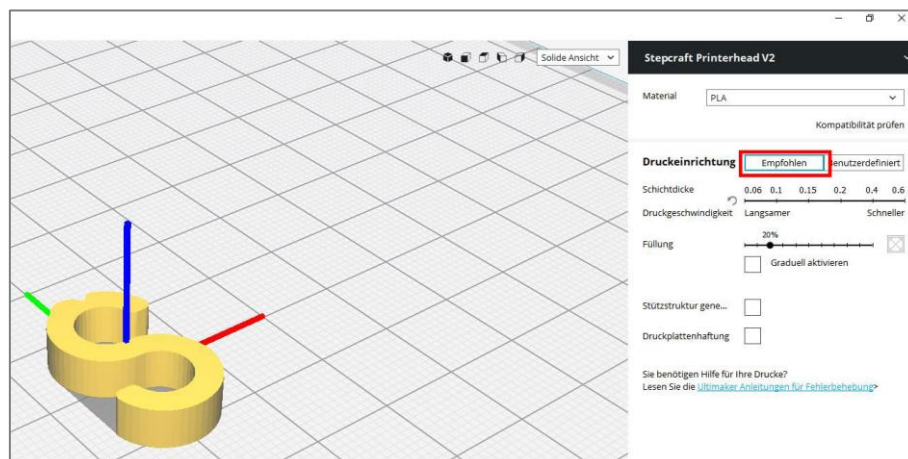 Solide Ansicht
Stepcraft Printerhead V2
Material PLA
Kompatibilität prüfen
Druckeinrichtung Empfohlen Benutzerdefiniert
Schichtdicke 0.06 0.1 0.15 0.2 0.4 0.6
Druckgeschwindigkeit Langsamer Schneller
20%
Füllung
Graduell aktivieren
Stützstruktur gene...
Druckplattenhaftung
Sie benötigen Hilfe für Ihre Drucke?
Lesen Sie die Ultimaker Anleitungen für Fehlerbehebung>